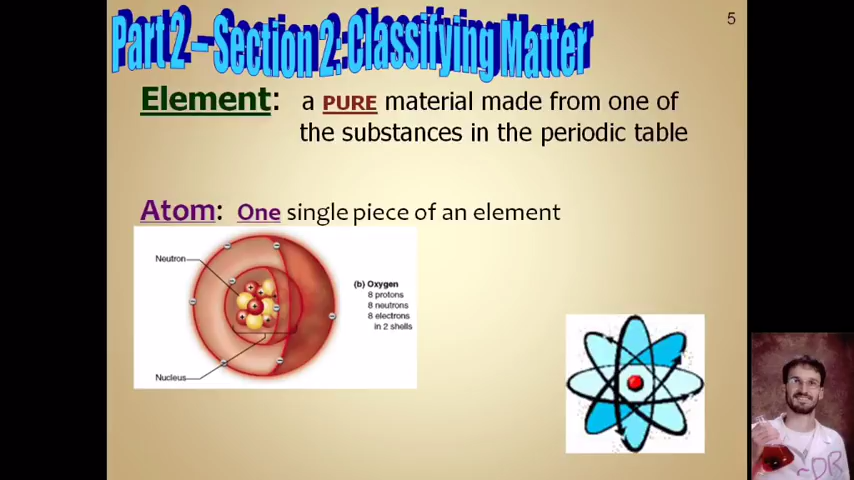 Part 2 – Section 2: Classifying Matter
5
Element: a PURE material made from one of
the substances in the periodic table
Atom: One single piece of an element
Neutron
(b) Oxygen
8 protons
8 neutrons
8 electrons
in 2 shells
Nucleus
DR